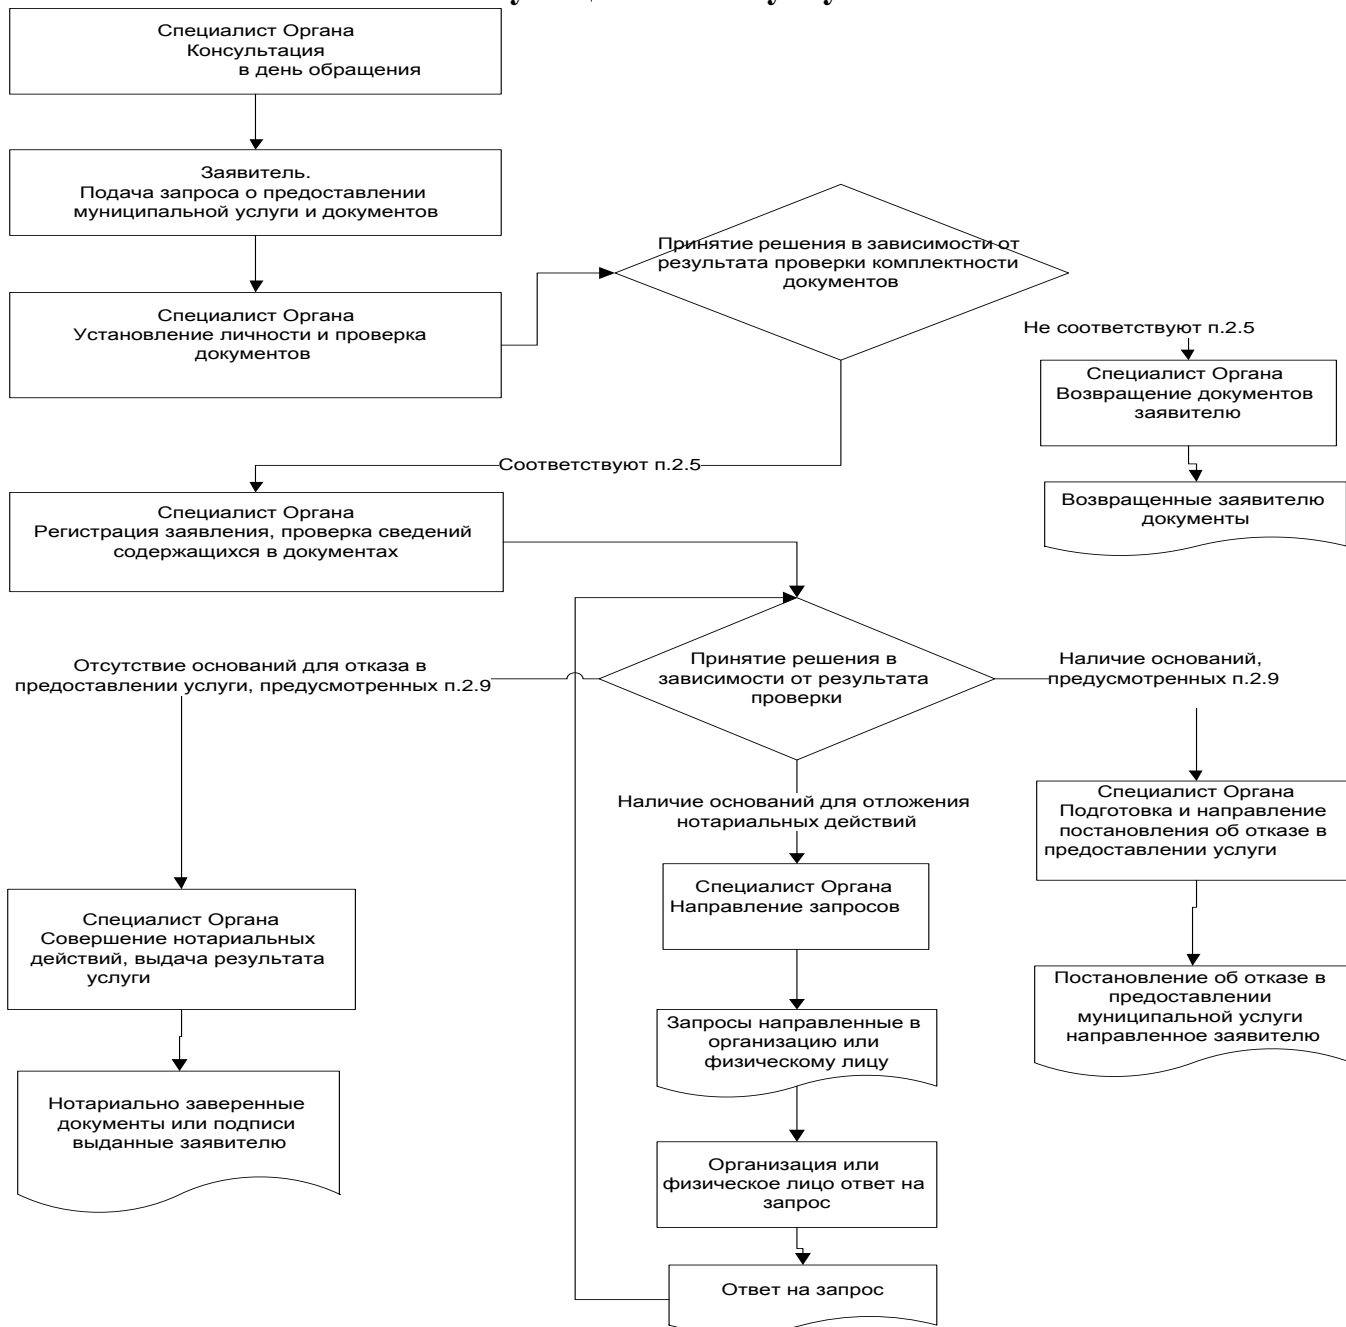 Специалист Органа
Консультация
в день обращения
Заявитель.
Подача запроса о предоставлении
муниципальной услуги и документов
Специалист Органа
Установление личности и проверка
документов
Принятие решения в зависимости от
результата проверки комплектности
документов
Не соответствуют п.2.5
Специалист Органа
Возвращение документов
заявителю
Возвращенные заявителю
документы
Соответствуют п.2.5
Специалист Органа
Регистрация заявления, проверка сведений
содержащихся в документах
Принятие решения в
зависимости от результата
проверки
Отсутствие оснований для отказа в
предоставлении услуги, предусмотренных п.2.9
Наличие оснований,
предусмотренных п.2.9
Наличие оснований для отложения
нотариальных действий
Специалист Органа
Подготовка и направление
постановления об отказе в
предоставлении услуги
Специалист Органа
Направление запросов
Специалист Органа
Совершение нотариальных
действий, выдача результата
услуги
Постановление об отказе в
предоставлении
муниципальной услуги
направленное заявителю
Запросы направленные в
организацию или
физическому лицу
Нотариально заверенные
документы или подписи
выданные заявителю
Организация или
физическое лицо ответ на
запрос
Ответ на запрос